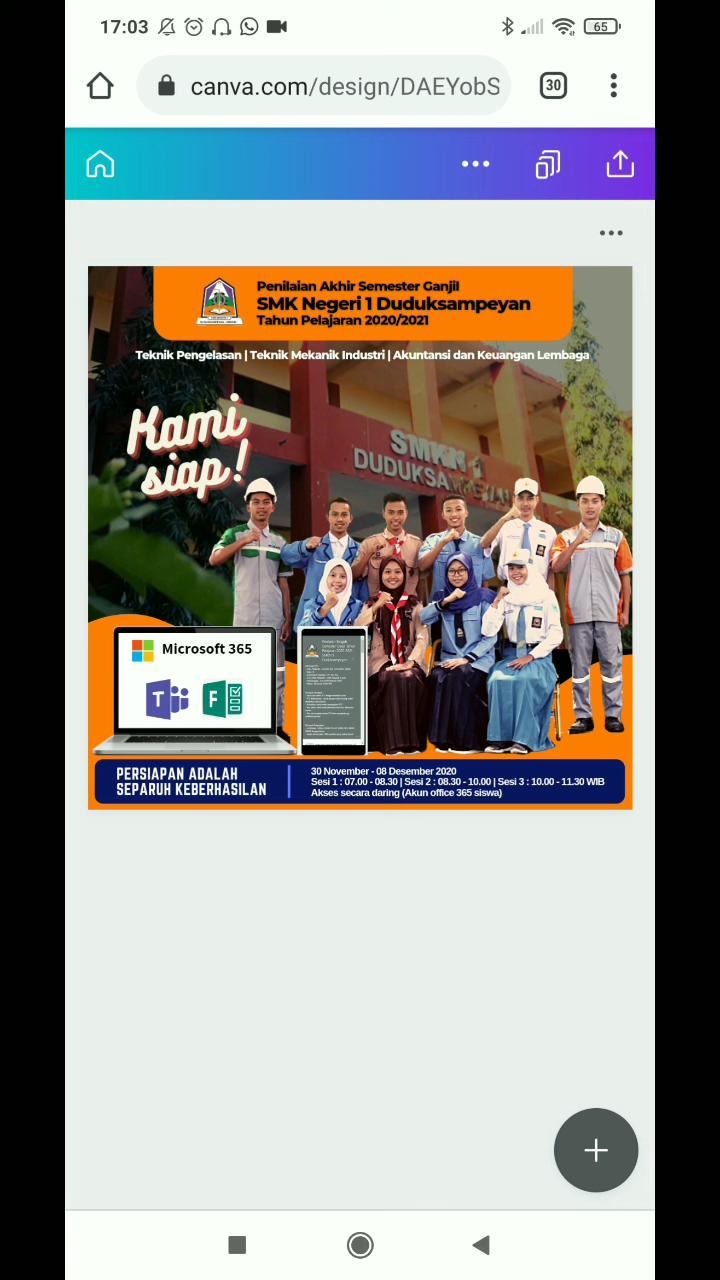 17:03
65
canva.com/design/DAEYobS
30
Penilaian Akhir Semester Ganjil
SMK Negeri 1 Duduksampeyan
Tahun Pelajaran 2020/2021
Teknik Pengelasan | Teknik Mekanik Industri | Akuntansi dan Keuangan Lembaga
Kami
siap!
SMKN 1
DUDUKSAMPEYAN
Microsoft 365
T
F
PERSIAPAN ADALAH
SEPARUH KEBERHASILAN
30 November - 08 Desember 2020
Sesi 1 : 07.00 - 08.30 | Sesi 2 : 08.30 - 10.00 | Sesi 3 : 10.00 - 11.30 WIB
Akses secara daring (Akun office 365 siswa)